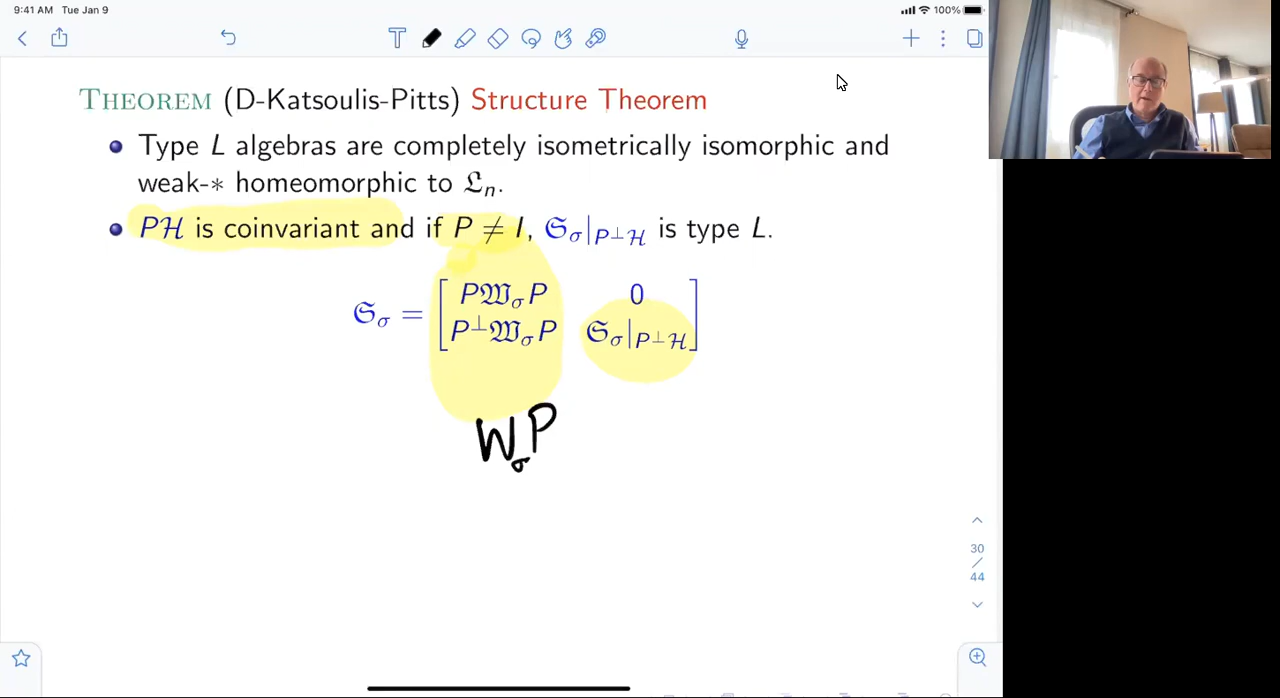 9:41 AM Tue Jan 9
100%
THEOREM (D-Katsoulis-Pitts) Structure Theorem
• Type L algebras are completely isometrically isomorphic and
weak-∗ homeomorphic to 𝔏ₙ.
• Pℋ is coinvariant and if P ≠ I, 𝔖_σ|_{P^⊥ℋ} is type L.
𝔖_σ = [ P𝔚_σP 0
P^⊥𝔚_σP 𝔖_σ|_{P^⊥ℋ} ]
W_σP
30
/
44